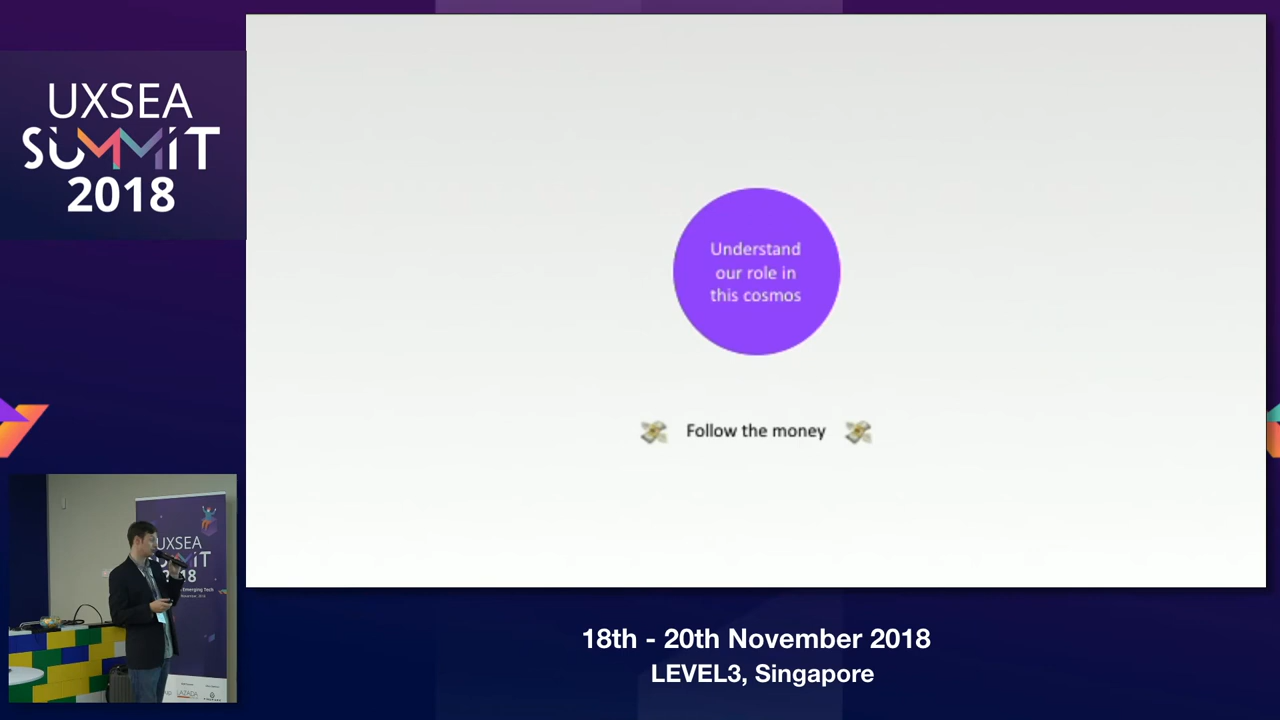 UXSEA
SUMMIT
2018
Understand
our role in
this cosmos
Follow the money
UXSEA
LAZADA
18th - 20th November 2018
LEVEL3, Singapore